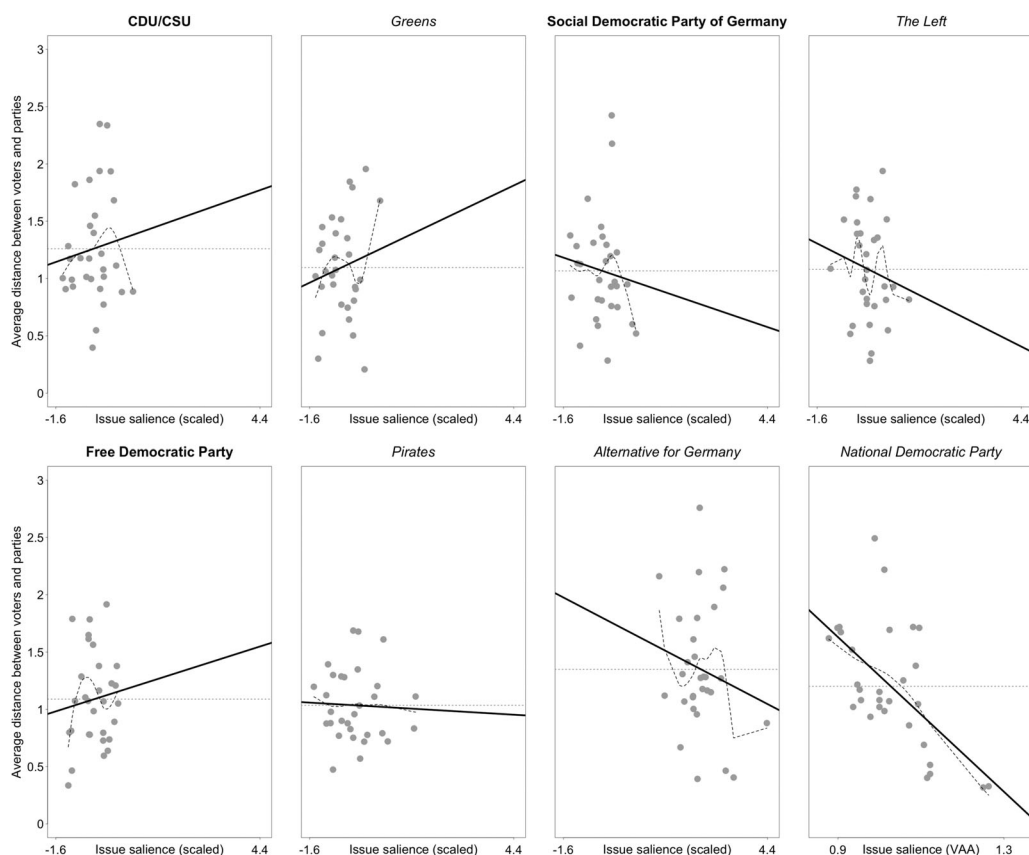 CDU/CSU Greens Social Democratic Party of Germany The Left
Average distance between voters and parties
3
2.5
2
1.5
1
0.5
0
-1.6 Issue salience (scaled) 4.4 -1.6 Issue salience (scaled) 4.4 -1.6 Issue salience (scaled) 4.4 -1.6 Issue salience (scaled) 4.4
Free Democratic Party Pirates Alternative for Germany National Democratic Party
Average distance between voters and parties
3
2.5
2
1.5
1
0.5
0
-1.6 Issue salience (scaled) 4.4 -1.6 Issue salience (scaled) 4.4 -1.6 Issue salience (scaled) 4.4 0.9 Issue salience (VAA) 1.3